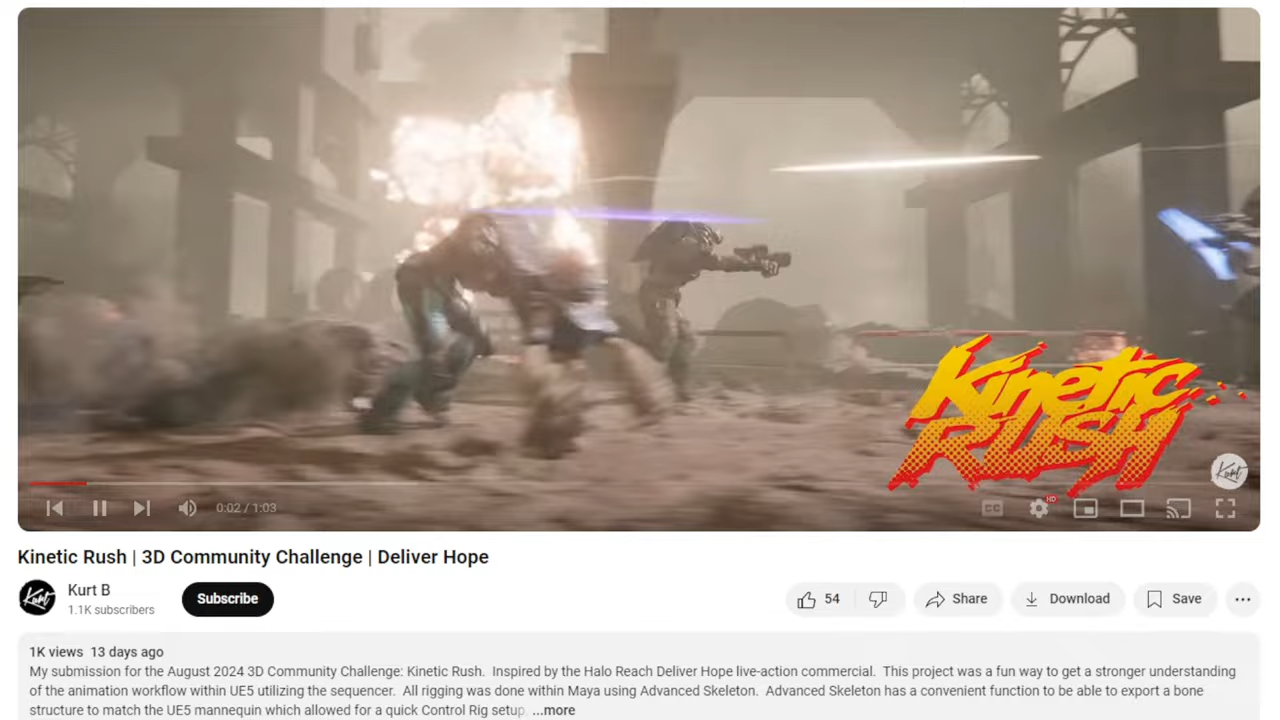 Kinetic
RUSH
Kurt
0:02 / 1:03
CC
HD
Kinetic Rush | 3D Community Challenge | Deliver Hope
Kurt
Kurt B
1.1K subscribers
Subscribe
54
Share
Download
Save
1K views 13 days ago
My submission for the August 2024 3D Community Challenge: Kinetic Rush. Inspired by the Halo Reach Deliver Hope live-action commercial. This project was a fun way to get a stronger understanding
of the animation workflow within UE5 utilizing the sequencer. All rigging was done within Maya using Advanced Skeleton. Advanced Skeleton has a convenient function to be able to export a bone
structure to match the UE5 mannequin which allowed for a quick Control Rig setup. ...more